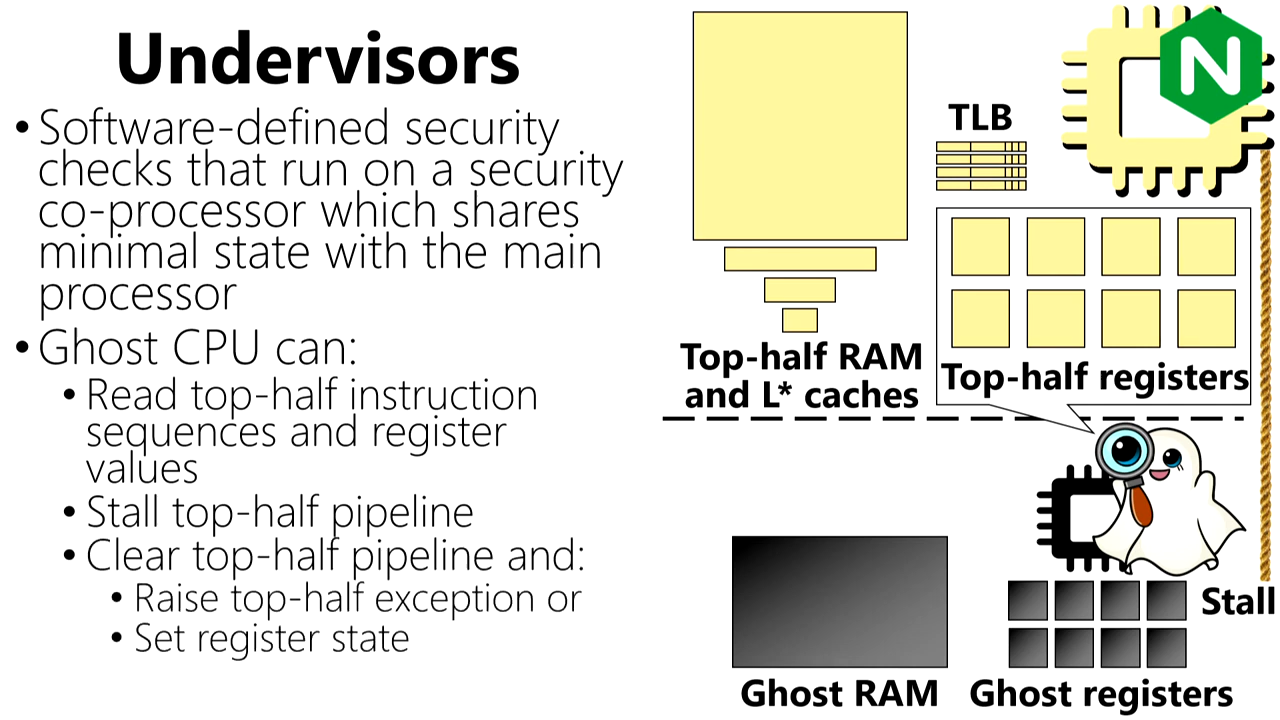 Undervisors
• Software-defined security
checks that run on a security
co-processor which shares
minimal state with the main
processor
• Ghost CPU can:
• Read top-half instruction
sequences and register
values
• Stall top-half pipeline
• Clear top-half pipeline and:
• Raise top-half exception or
• Set register state
N
TLB
Top-half RAM
and L* caches
Top-half registers
Stall
Ghost RAM
Ghost registers